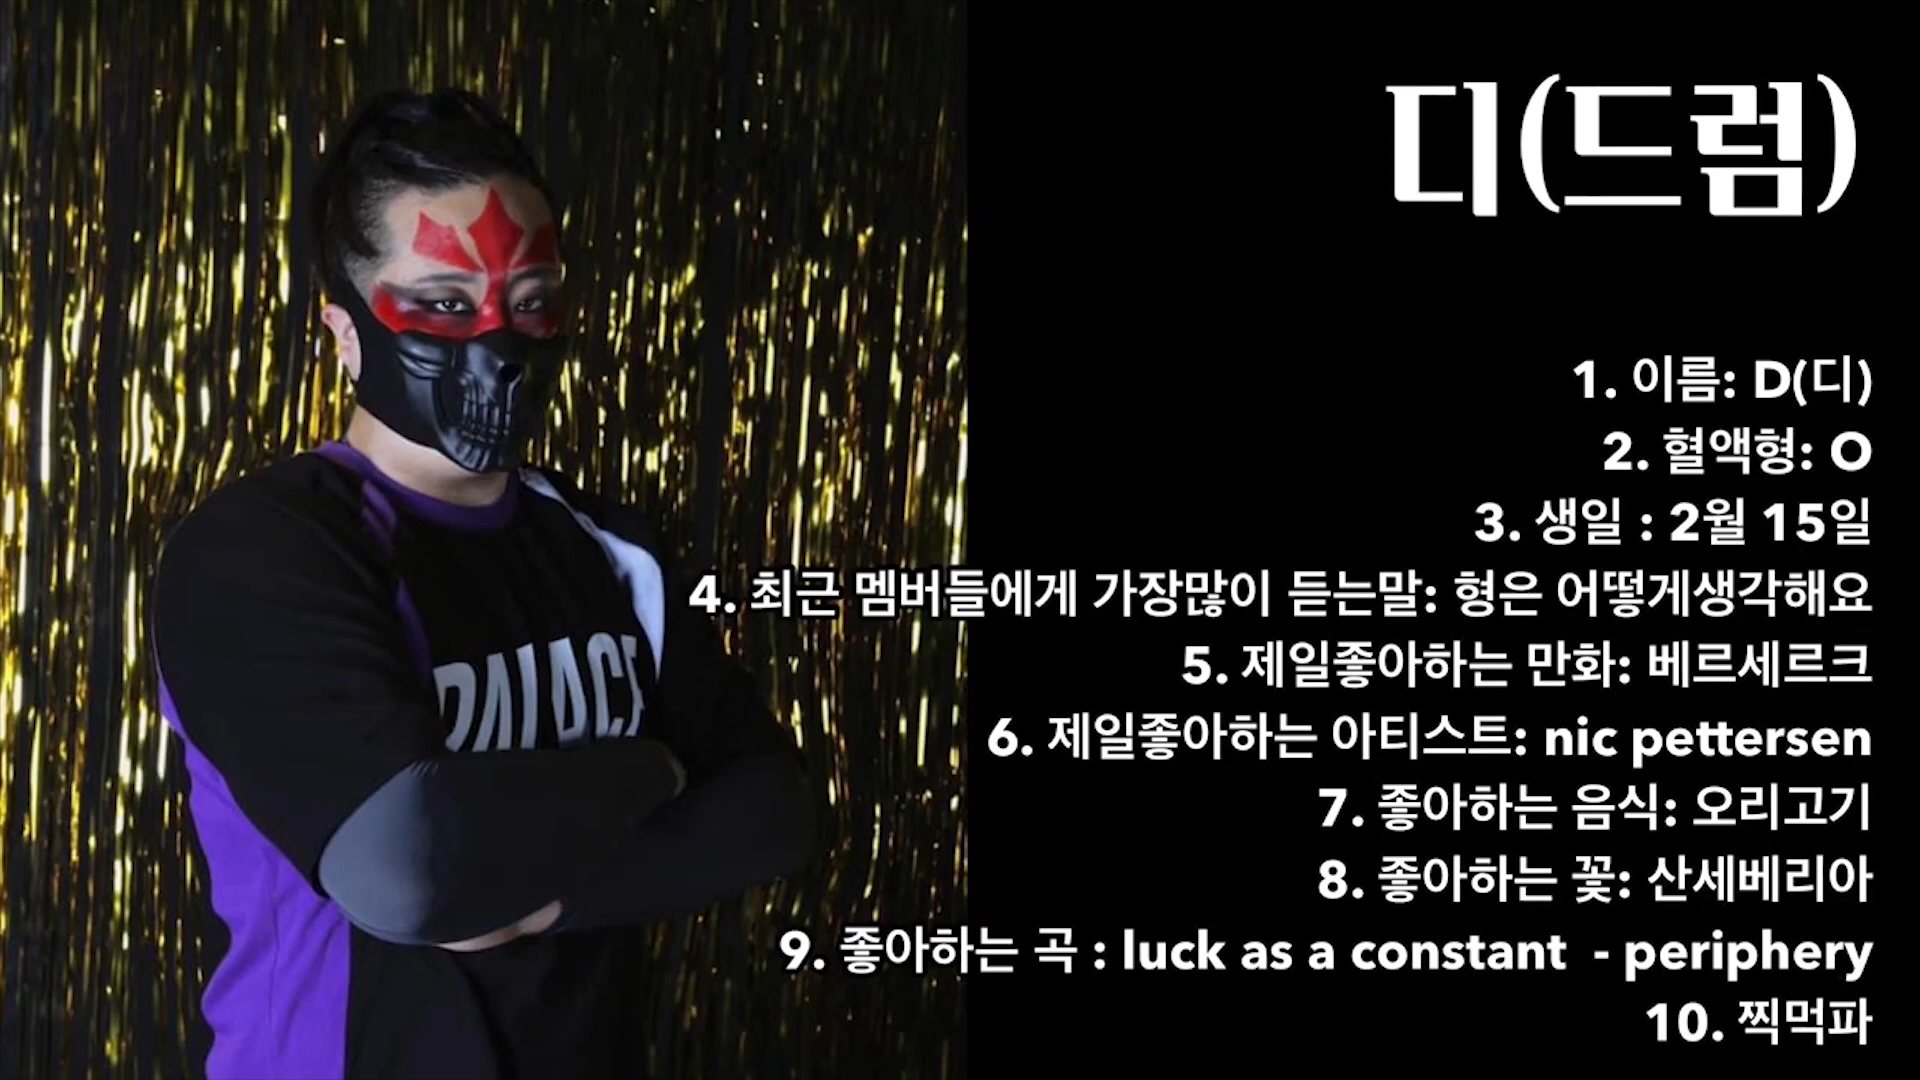 디(드럼)
1. 이름: D(디)
2. 혈액형: O
3. 생일 : 2월 15일
4. 최근 멤버들에게 가장많이 듣는말: 형은 어떻게생각해요
5. 제일좋아하는 만화: 베르세르크
6. 제일좋아하는 아티스트: nic pettersen
7. 좋아하는 음식: 오리고기
8. 좋아하는 꽃: 산세베리아
9. 좋아하는 곡 : luck as a constant - periphery
10. 찍먹파
PALACE